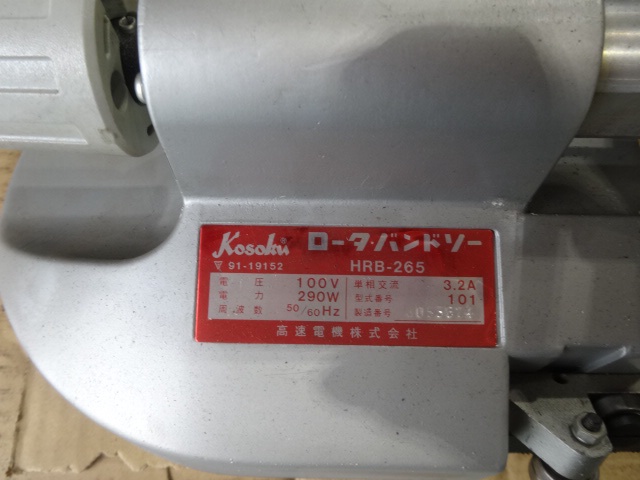 Kosoku® ロータ・バンドソー
▽ 91-19152 HRB-265
電圧 100V 単相交流 3.2A
電力 290W 型式番号 101
周波数 50/60Hz 製造番号
高速電機株式会社